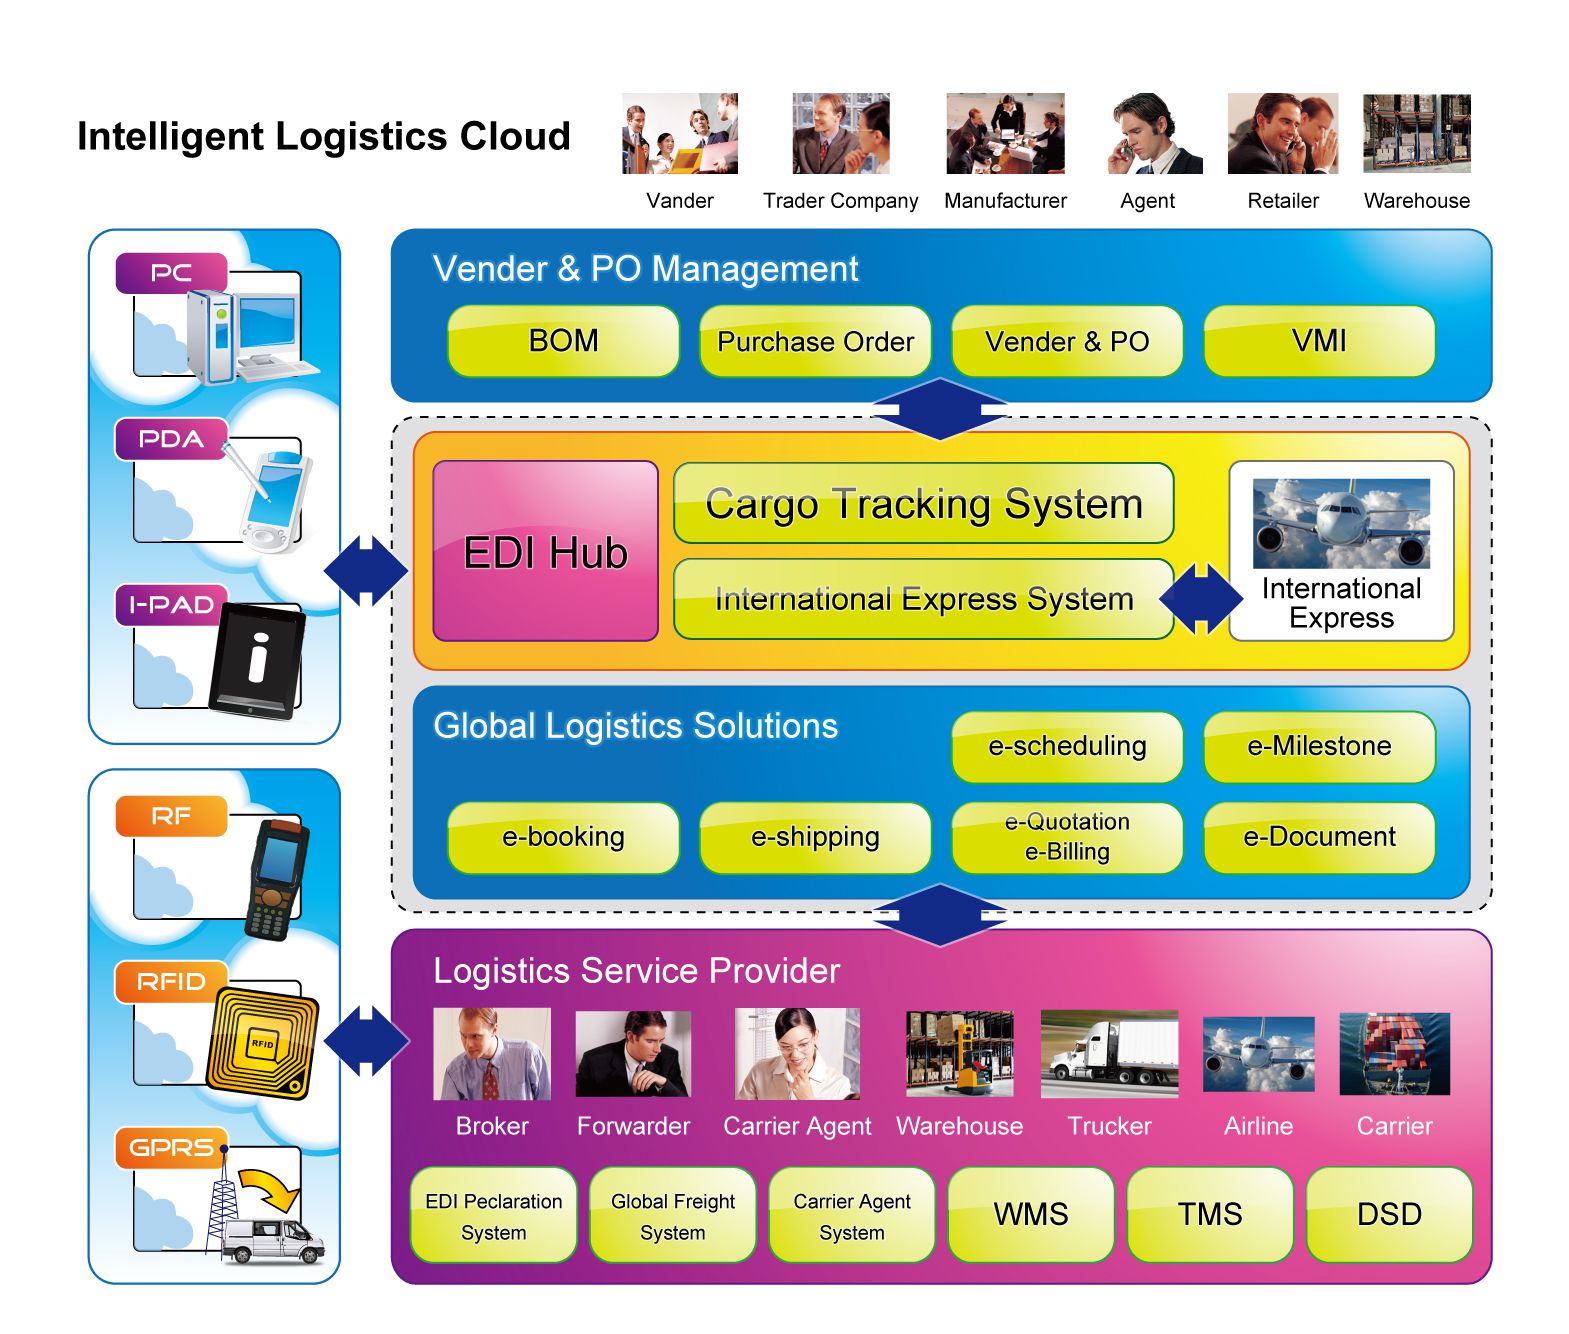 Intelligent Logistics Cloud
Vander
Trader Company
Manufacturer
Agent
Retailer
Warehouse
PC
PDA
I-PAD
Vender & PO Management
BOM
Purchase Order
Vender & PO
VMI
EDI Hub
Cargo Tracking System
International Express System
International
Express
Global Logistics Solutions
e-scheduling
e-Milestone
e-booking
e-shipping
e-Quotation
e-Billing
e-Document
RF
RFID
RFID
GPRS
Logistics Service Provider
Broker
Forwarder
Carrier Agent
Warehouse
Trucker
Airline
Carrier
EDI Peclaration
System
Global Freight
System
Carrier Agent
System
WMS
TMS
DSD